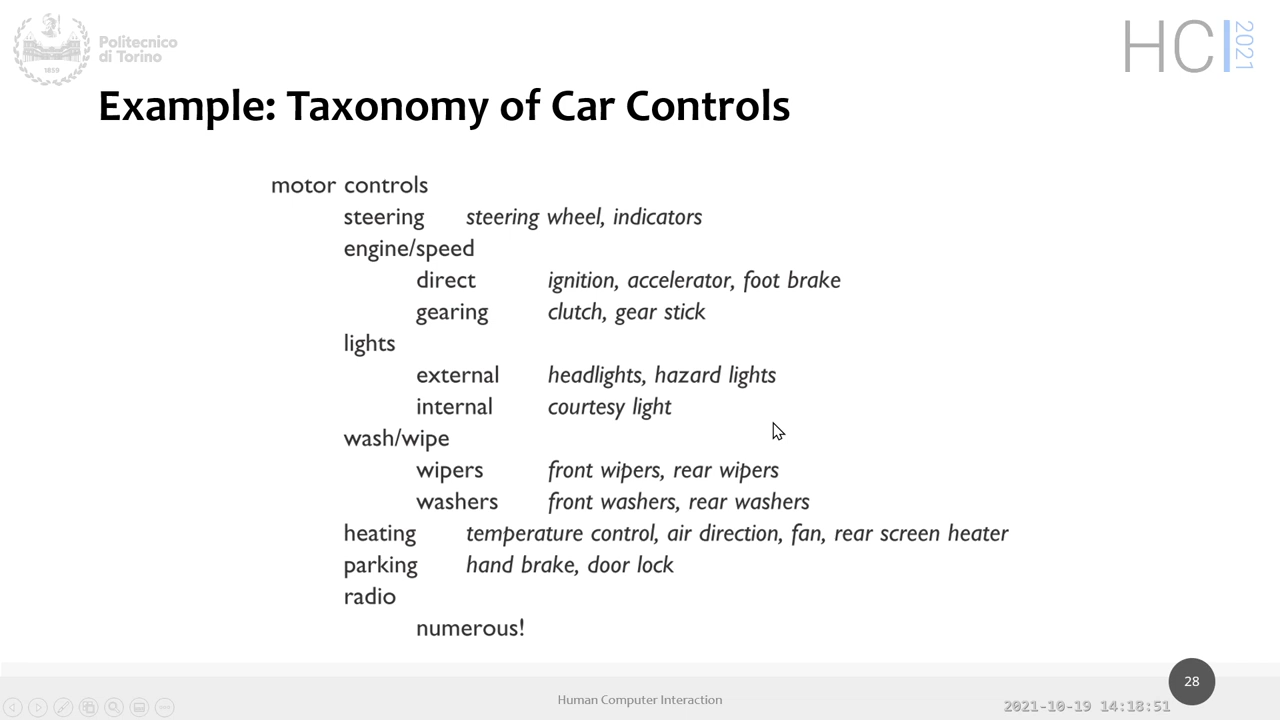 Politecnico
di Torino
1859
HCI 2021
Example: Taxonomy of Car Controls
motor controls
steering steering wheel, indicators
engine/speed
direct ignition, accelerator, foot brake
gearing clutch, gear stick
lights
external headlights, hazard lights
internal courtesy light
wash/wipe
wipers front wipers, rear wipers
washers front washers, rear washers
heating temperature control, air direction, fan, rear screen heater
parking hand brake, door lock
radio
numerous!
28
Human Computer Interaction
2021-10-19 14:18:51